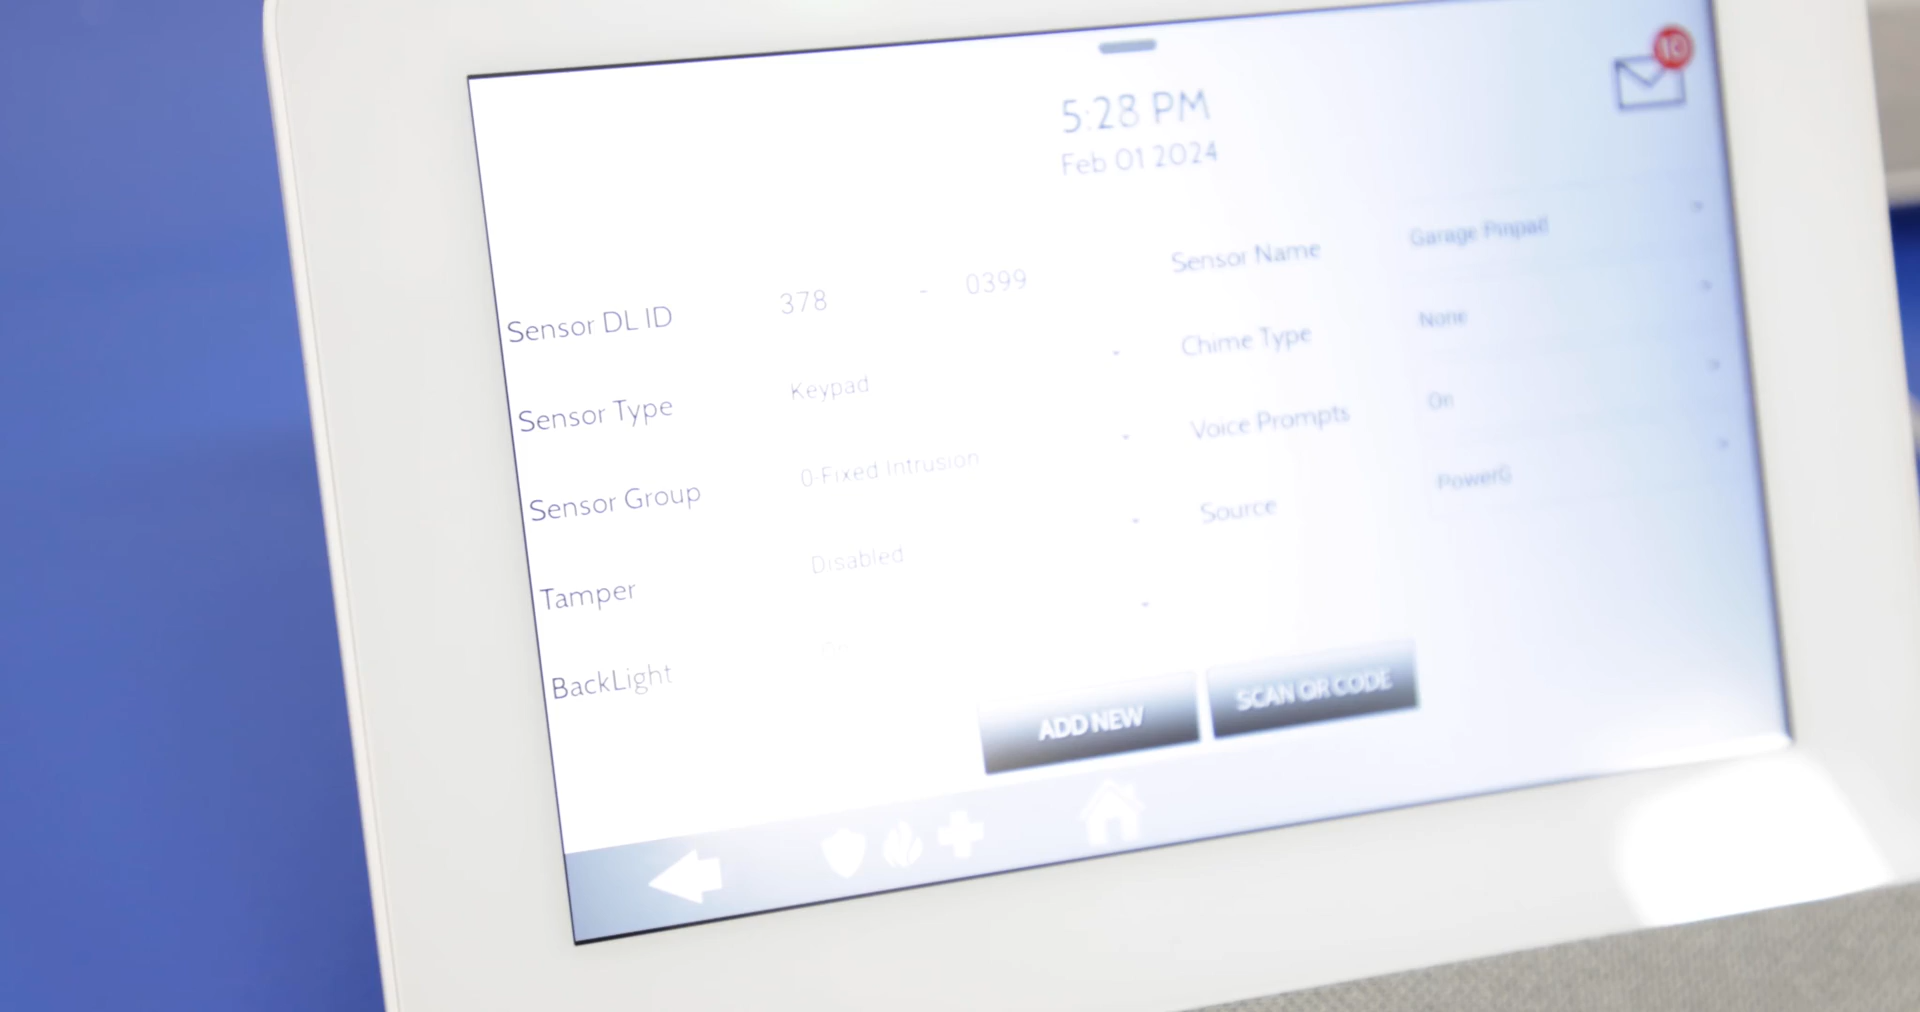 10
5:28 PM
Feb 01 2024
Sensor DL ID 378 - 0399
Sensor Type Keypad
Sensor Group 0-Fixed Intrusion
Tamper Disabled
BackLight On
Sensor Name Garage Pinpad
Chime Type None
Voice Prompts On
Source PowerG
ADD NEW
SCAN QR CODE